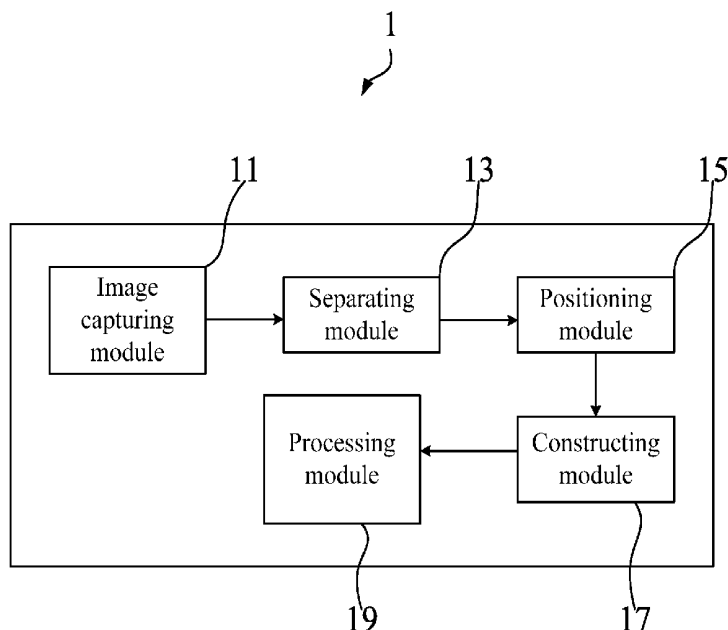 1
11
13
15
Image
capturing
module
Separating
module
Positioning
module
Processing
module
Constructing
module
19
17